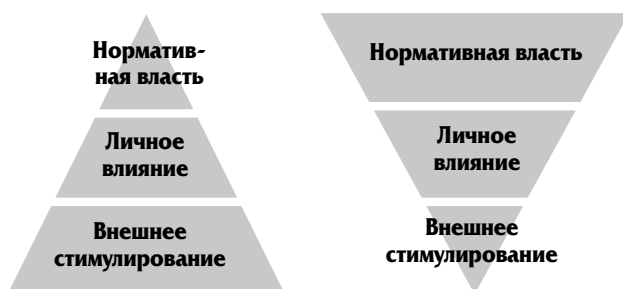 Норматив-
ная власть
Личное
влияние
Внешнее
стимулирование
Нормативная власть
Личное
влияние
Внешнее
стимулирование